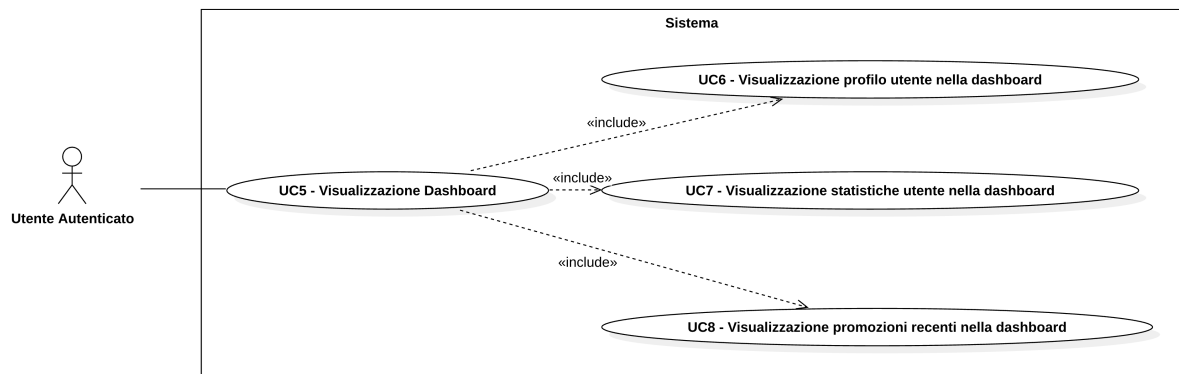 Sistema
UC6 - Visualizzazione profilo utente nella dashboard
«include»
«include»
UC5 - Visualizzazione Dashboard
UC7 - Visualizzazione statistiche utente nella dashboard
Utente Autenticato
«include»
UC8 - Visualizzazione promozioni recenti nella dashboard